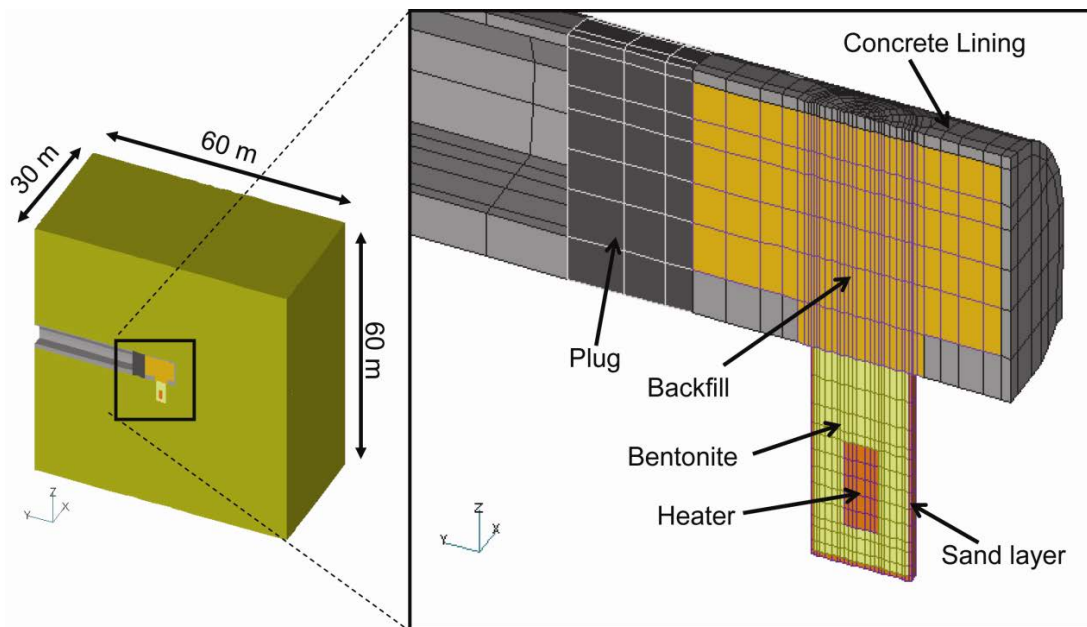 30 m
60 m
60 m
Z
Y
X
Concrete Lining
Plug
Backfill
Bentonite
Heater
Sand layer
Z
Y
X